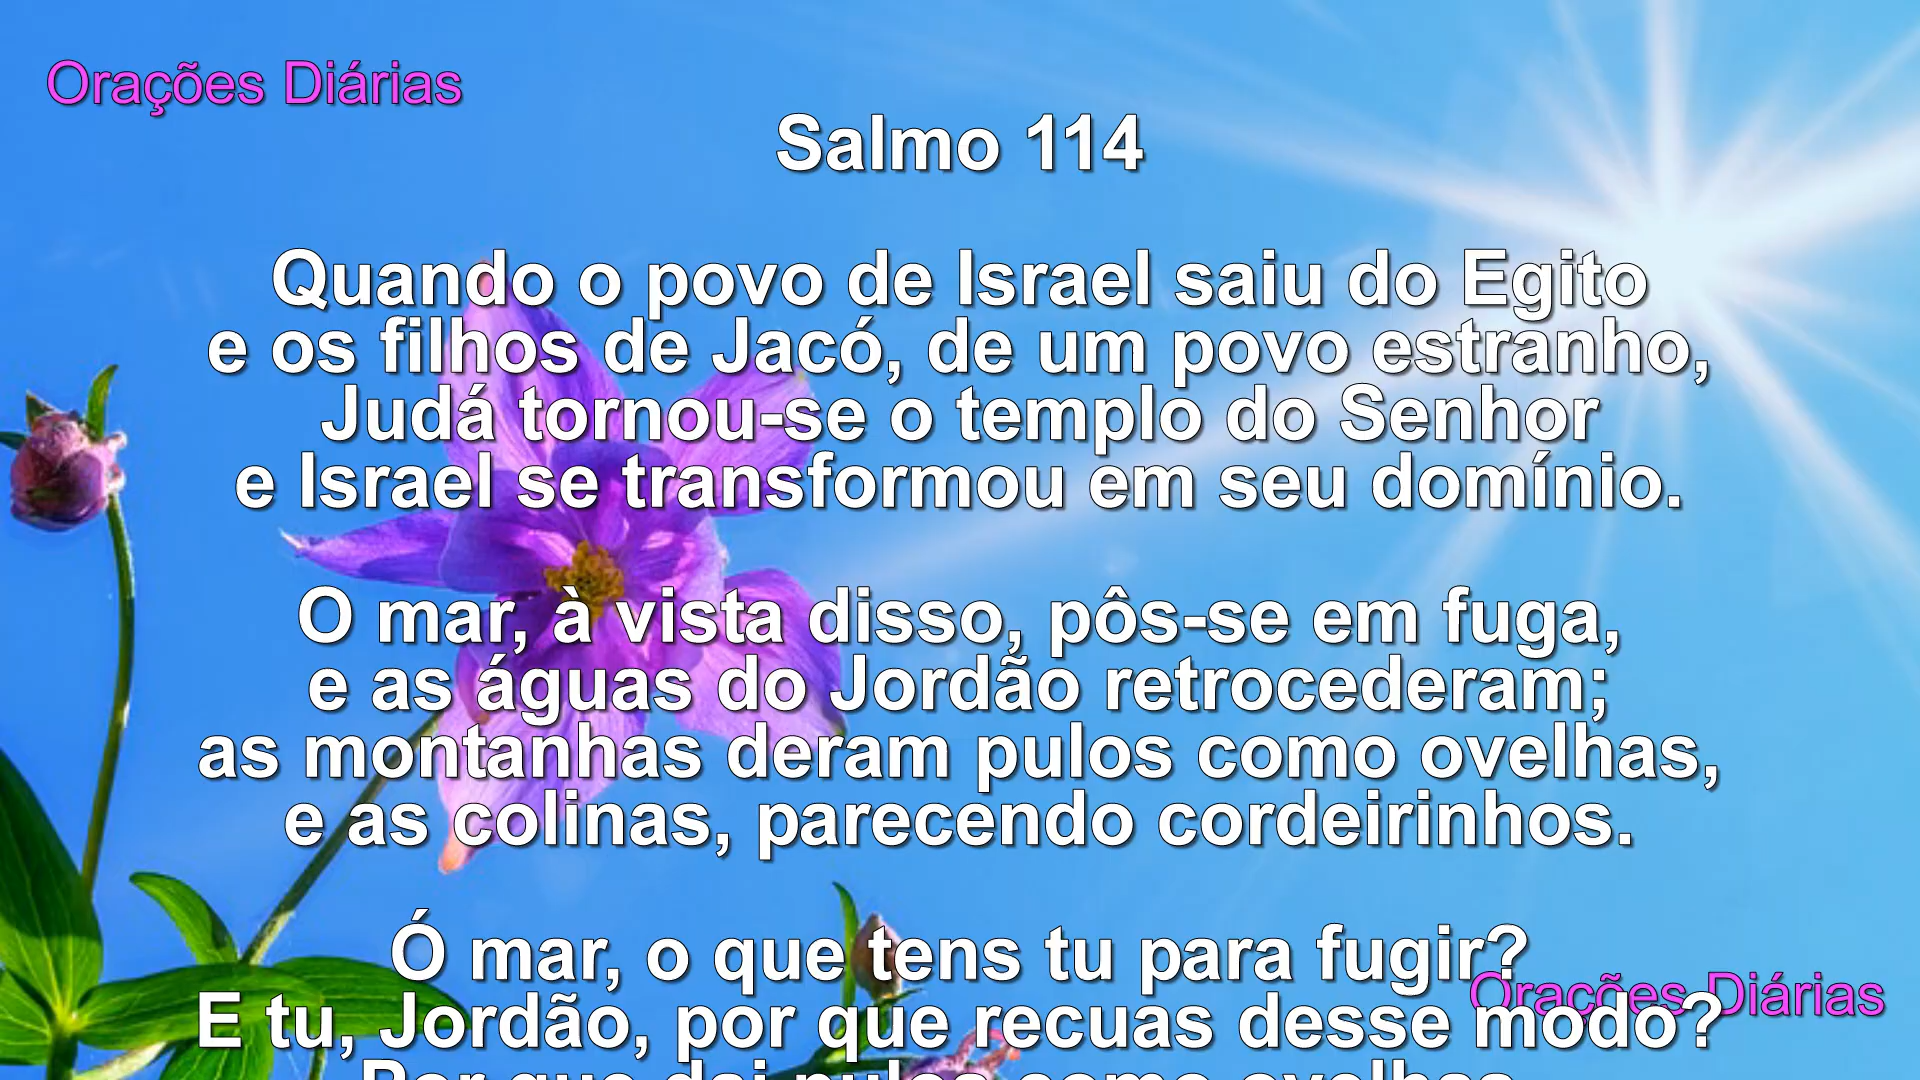 Orações Diárias
Salmo 114
Quando o povo de Israel saiu do Egito
e os filhos de Jacó, de um povo estranho,
Judá tornou-se o templo do Senhor
e Israel se transformou em seu domínio.
O mar, à vista disso, pôs-se em fuga,
e as águas do Jordão retrocederam;
as montanhas deram pulos como ovelhas,
e as colinas, parecendo cordeirinhos.
Ó mar, o que tens tu para fugir?
Orações Diárias
E tu, Jordão, por que recuas desse modo?
Por que dai pulos como ovelhas